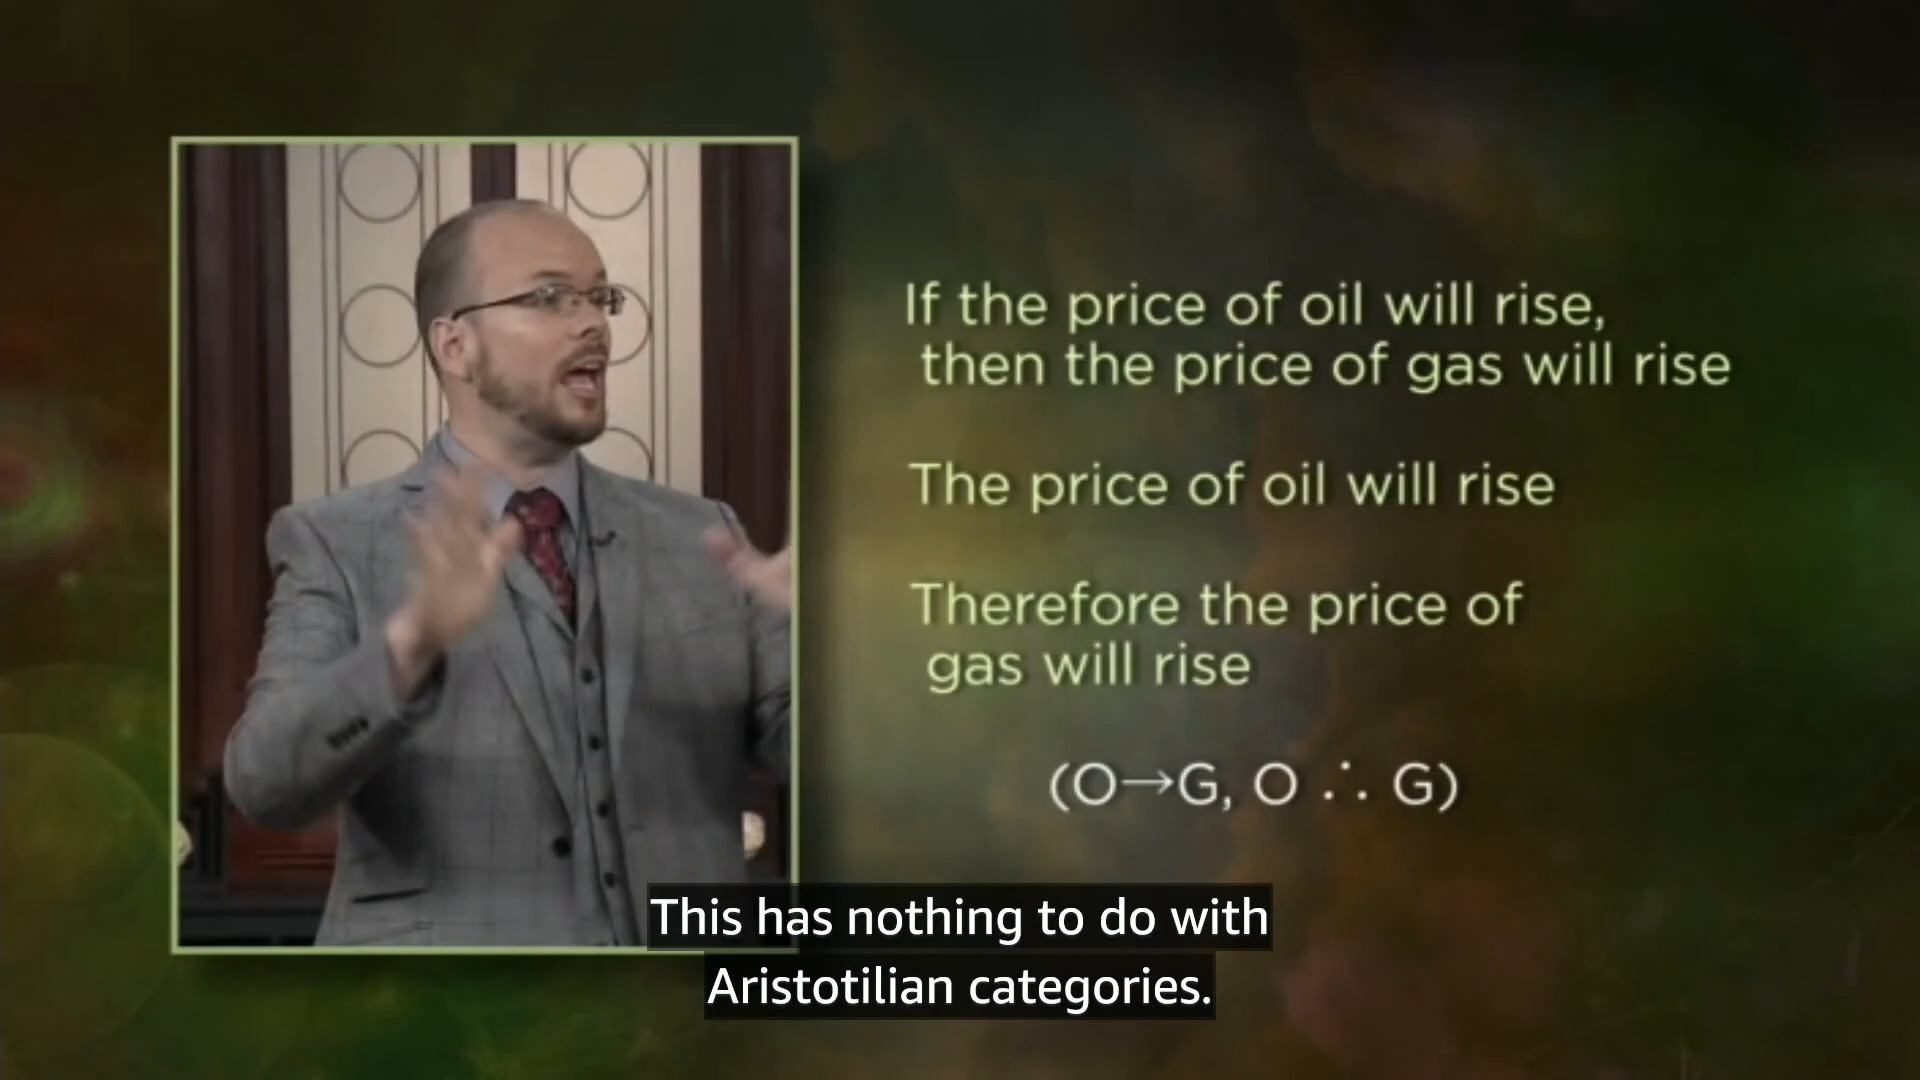 If the price of oil will rise,
then the price of gas will rise
The price of oil will rise
Therefore the price of
gas will rise
(O→G, O ∴ G)
This has nothing to do with
Aristotilian categories.